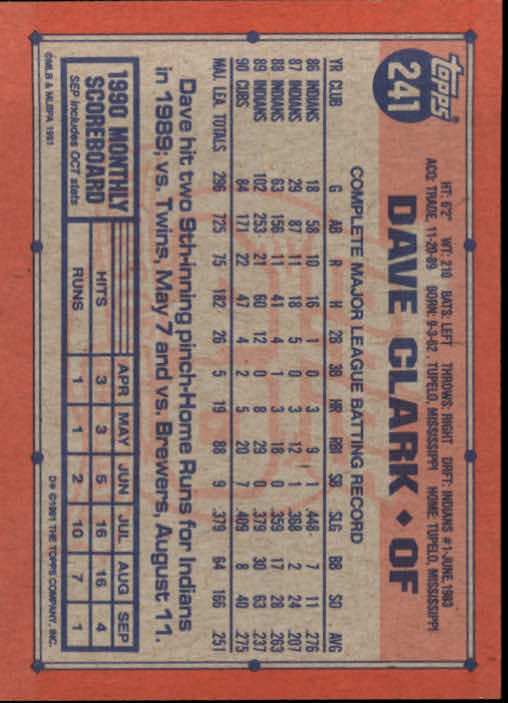 topps
241
HT: 6'2" WT: 210 BATS: LEFT THROWS: RIGHT DRFT: INDIANS #1-JUNE, 1983
ACQ: TRADE, 11-20-89 BORN: 9-3-62, TUPELO, MISSISSIPPI HOME: TUPELO, MISSISSIPPI
DAVE CLARK ♦ OF
COMPLETE MAJOR LEAGUE BATTING RECORD
YR CLUB G AB R H 2B 3B HR RBI SB SLG BB SO AVG
86 INDIANS 18 58 10 16 1 0 3 9 1 .448 7 11 .276
87 INDIANS 29 87 11 18 5 0 3 12 1 .368 2 24 .207
88 INDIANS 63 156 11 41 4 1 3 18 0 .359 17 28 .263
89 INDIANS 102 253 21 60 12 0 8 29 0 .379 30 63 .237
90 CUBS 84 171 22 47 4 2 5 20 7 .409 8 40 .275
MAJ. LEA. TOTALS 296 725 75 182 26 5 19 88 9 .379 64 166 .251
Dave hit two 9th-inning pinch-Home Runs for Indians
in 1989; vs. Twins, May 7 and vs. Brewers, August 11.
1990 MONTHLY
SCOREBOARD
SEP includes OCT stats
APR MAY JUN JUL AUG SEP
HITS 3 3 5 16 16 4
RUNS 1 1 2 10 7 1
©MLB & MLBPA 1991
D* ©1991 THE TOPPS COMPANY, INC.